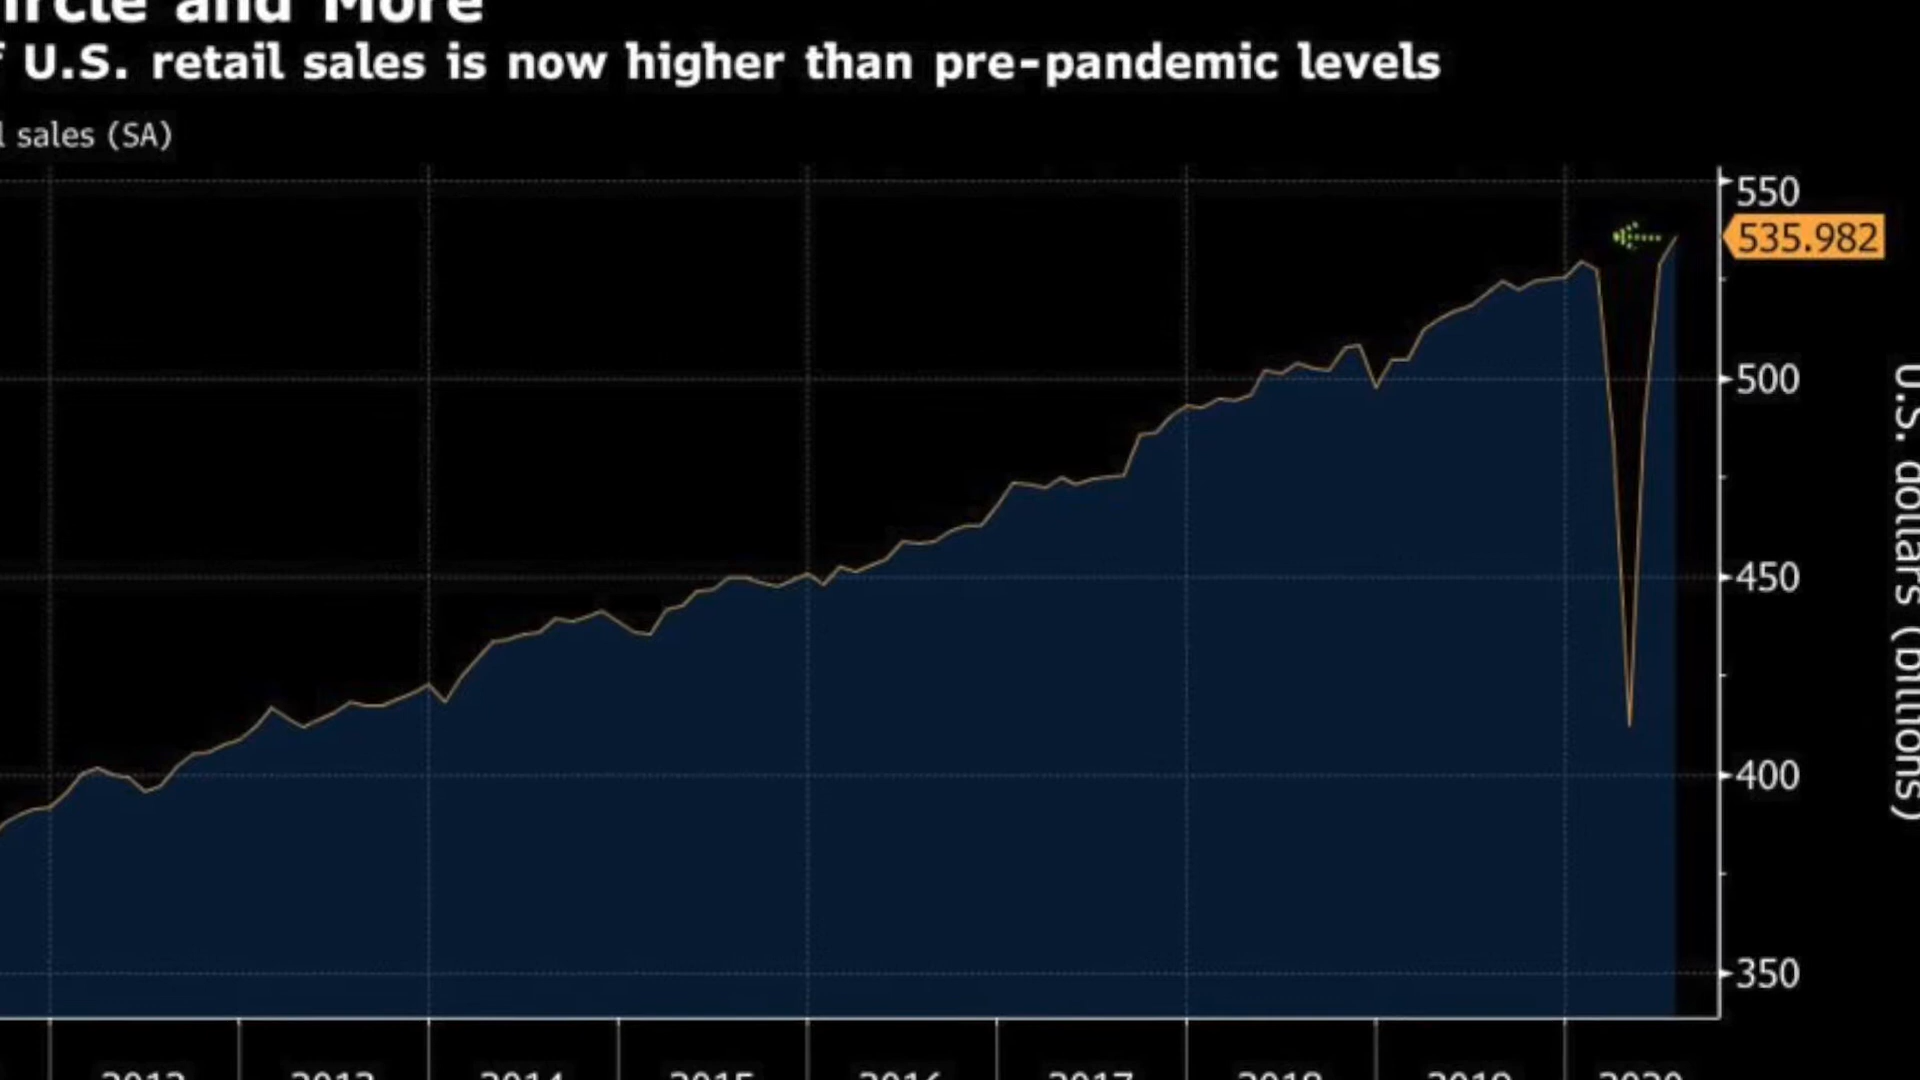 ircle and More
U.S. retail sales is now higher than pre-pandemic levels
l sales (SA)
550
535.982
500
450
400
350
U.S. dollars (billions)
2012 2013 2014 2015 2016 2017 2018 2019 2020